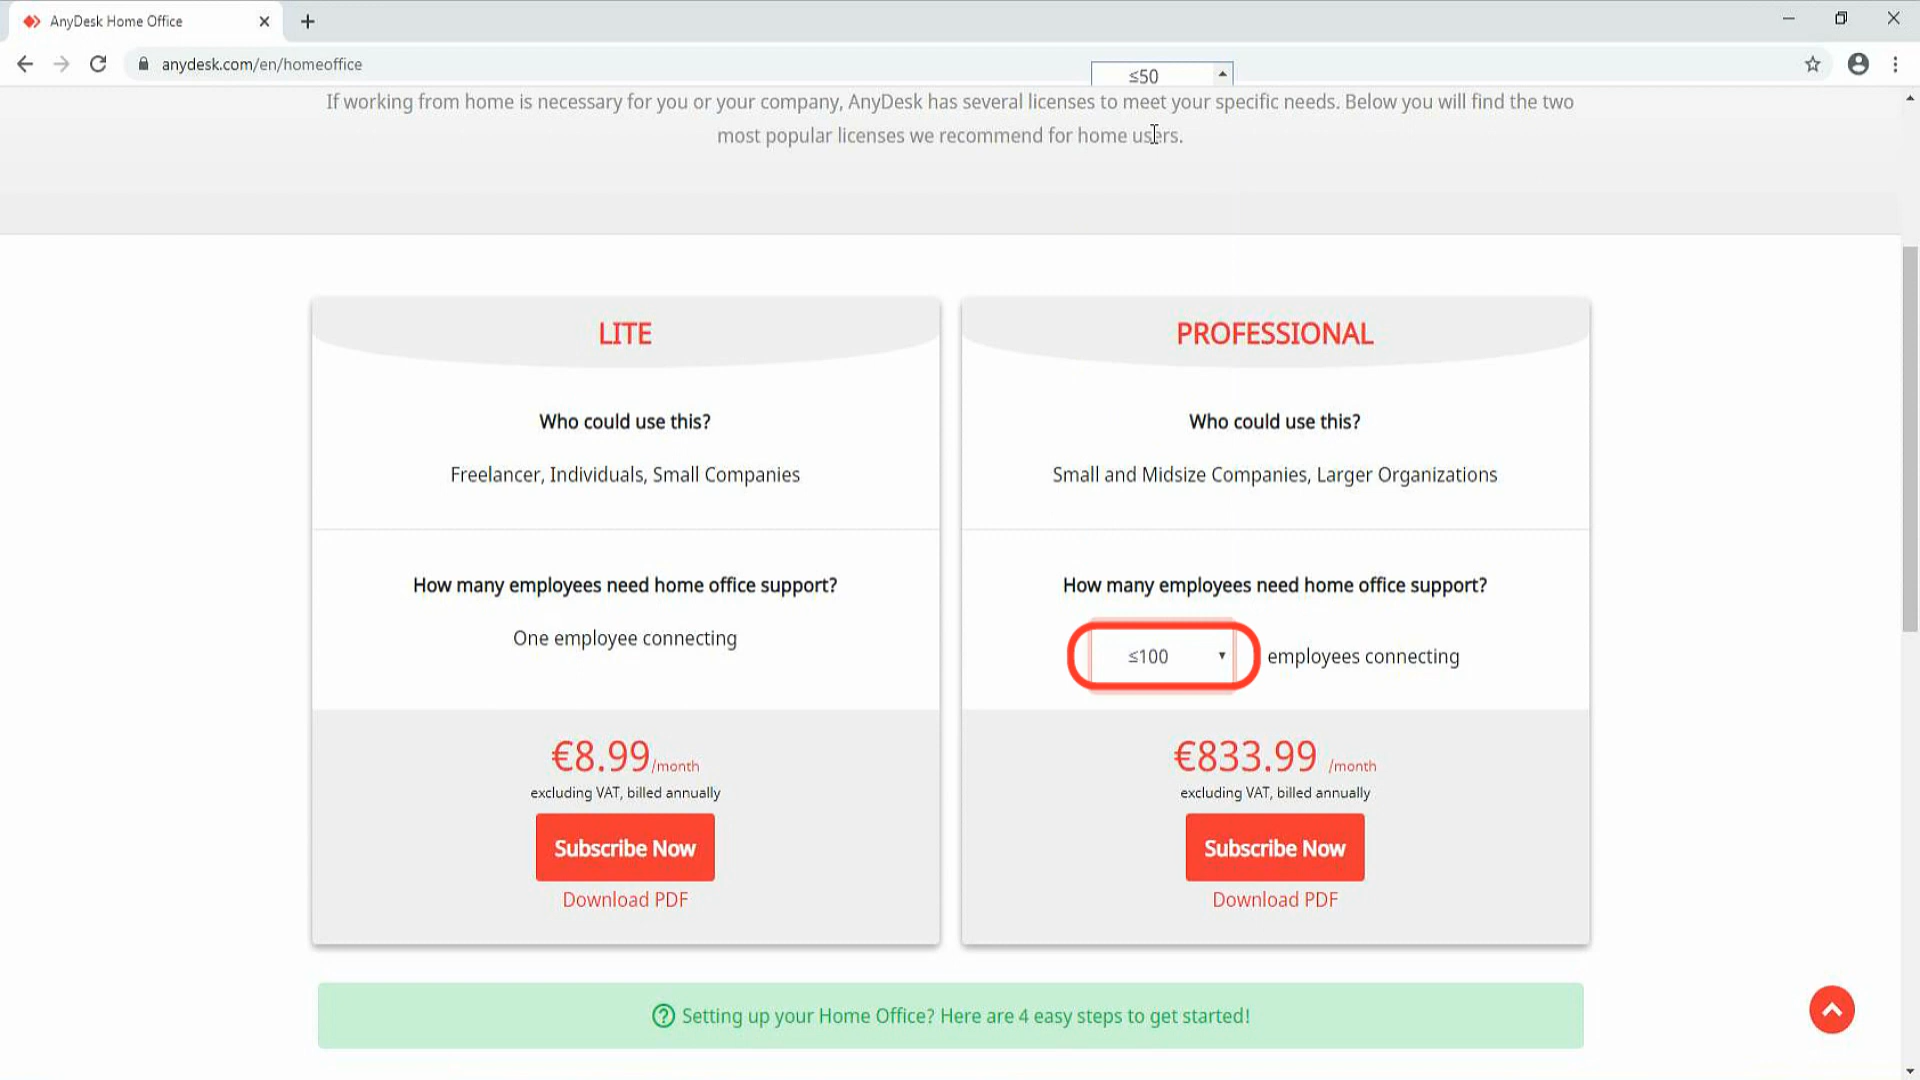 AnyDesk Home Office
anydesk.com/en/homeoffice
≤50
If working from home is necessary for you or your company, AnyDesk has several licenses to meet your specific needs. Below you will find the two
most popular licenses we recommend for home users.
LITE
Who could use this?
Freelancer, Individuals, Small Companies
How many employees need home office support?
One employee connecting
€8.99/month
excluding VAT, billed annually
Subscribe Now
Download PDF
PROFESSIONAL
Who could use this?
Small and Midsize Companies, Larger Organizations
How many employees need home office support?
≤100 employees connecting
€833.99 /month
excluding VAT, billed annually
Subscribe Now
Download PDF
Setting up your Home Office? Here are 4 easy steps to get started!